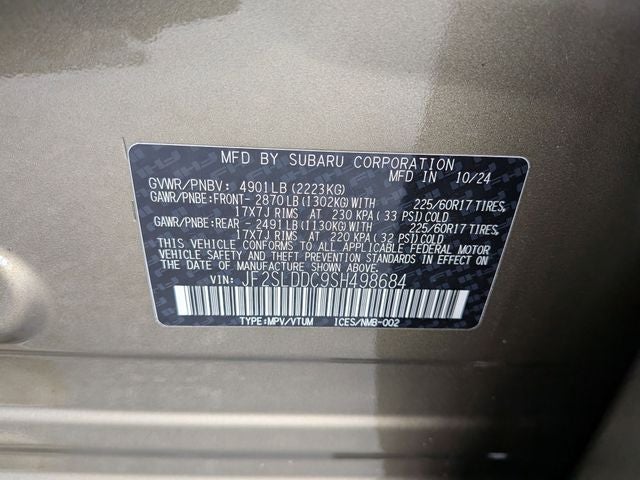 MFD BY SUBARU CORPORATION
MFD IN 10/24
GVWR/PNBV: 4901LB(2223KG)
GAWR/PNBE:FRONT- 2870LB(1302KG)WITH 225/60R17 TIRES,
17X7J RIMS AT 230 KPA( 33 PSI)COLD
GAWR/PNBE:REAR - 2491LB(1130KG)WITH 225/60R17 TIRES,
17X7J RIMS AT 220 KPA( 32 PSI)COLD
VEHICLE CONFORMS TO ALL APPLICABLE FEDERAL MOTOR
VEHICLE SAFETY AND THEFT PREVENTION STANDARDS
IN EFFECT ON THE DATE OF MANUFACTURE SHOWN ABOVE.
VIN: JF2SLDDC9SH498684
TYPE:MPV/VTUM ICES/NMB-002